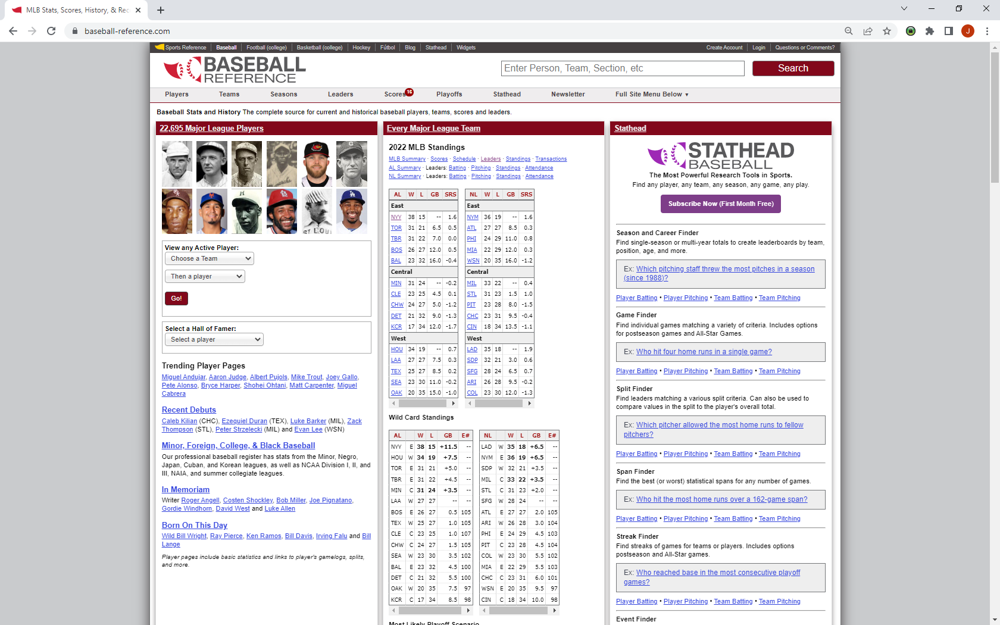 MLB Stats, Scores, History, & Rec
baseball-reference.com
J
Sports Reference Baseball Football (college) Basketball (college) Hockey Fútbol Blog Stathead Widgets Create Account Login Questions or Comments?
BASEBALL
REFERENCE
Enter Person, Team, Section, etc
Search
Players Teams Seasons Leaders Scores 16 Playoffs Stathead Newsletter Full Site Menu Below ▼
Baseball Stats and History The complete source for current and historical baseball players, teams, scores and leaders.
22,695 Major League Players
View any Active Player:
Choose a Team
Then a player
Go!
Select a Hall of Famer:
Select a player
Trending Player Pages
Miguel Andujar, Aaron Judge, Albert Pujols, Mike Trout, Joey Gallo,
Pete Alonso, Bryce Harper, Shohei Ohtani, Matt Carpenter, Miguel
Cabrera
Recent Debuts
Caleb Kilian (CHC), Ezequiel Duran (TEX), Luke Barker (MIL), Zack
Thompson (STL), Peter Strzelecki (MIL) and Evan Lee (WSN)
Minor, Foreign, College, & Black Baseball
Our professional baseball register has stats from the Minor, Negro,
Japan, Cuban, and Korean leagues, as well as NCAA Division I, II, and
III, NAIA, and summer collegiate leagues.
In Memoriam
Writer Roger Angell, Costen Shockley, Bob Miller, Joe Pignatano,
Gordie Windhorn, David West and Luke Allen
Born On This Day
Wild Bill Wright, Ray Pierce, Ken Ramos, Bill Davis, Irving Falu and Bill
Lange
Player pages include basic statistics and links to player's gamelogs, splits,
and more.
Every Major League Team
2022 MLB Standings
MLB Summary · Scores · Schedule · Leaders · Standings · Transactions
AL Summary · Leaders: Batting · Pitching · Standings · Attendance
NL Summary · Leaders: Batting · Pitching · Standings · Attendance
AL W L GB SRS
East
NYY 38 15 -- 1.6
TOR 31 21 6.5 0.5
TBR 31 22 7.0 0.0
BOS 26 27 12.0 0.5
BAL 23 32 16.0 -0.4
Central
MIN 31 24 -- -0.2
CLE 23 25 4.5 0.1
CHW 24 27 5.0 -1.2
DET 21 32 9.0 -1.3
KCR 17 34 12.0 -1.7
West
HOU 34 19 -- 0.7
LAA 27 27 7.5 0.3
TEX 25 27 8.5 0.2
SEA 23 30 11.0 -0.2
OAK 20 35 15.0 -1.0
NL W L GB SRS
East
NYM 36 19 -- 1.6
ATL 27 27 8.5 0.3
PHI 24 29 11.0 0.8
MIA 22 29 12.0 0.3
WSN 20 35 16.0 -1.2
Central
MIL 33 22 -- 0.4
STL 31 23 1.5 1.0
PIT 23 28 8.0 -1.5
CHC 23 31 9.5 -0.4
CIN 18 34 13.5 -1.1
West
LAD 35 18 -- 1.9
SDP 32 21 3.0 0.6
SFG 28 24 6.5 0.7
ARI 26 28 9.5 -0.2
COL 23 30 12.0 -1.3
Wild Card Standings
AL W L GB E#
NYY E 38 15 +11.5 --
HOU W 34 19 +7.5 --
TOR E 31 21 +5.0 --
TBR E 31 22 +4.5 --
MIN C 31 24 +3.5 --
LAA W 27 27 -- --
BOS E 26 27 0.5 105
TEX W 25 27 1.0 105
CLE C 23 25 1.0 107
CHW C 24 27 1.5 105
SEA W 23 30 3.5 102
BAL E 23 32 4.5 100
DET C 21 32 5.5 100
OAK W 20 35 7.5 97
KCR C 17 34 8.5 98
NL W L GB E#
LAD W 35 18 +6.5 --
NYM E 36 19 +6.5 --
SDP W 32 21 +3.5 --
MIL C 33 22 +3.5 --
STL C 31 23 +2.0 --
SFG W 28 24 -- --
ATL E 27 27 2.0 105
ARI W 26 28 3.0 104
PHI E 24 29 4.5 103
PIT C 23 28 4.5 104
COL W 23 30 5.5 102
MIA E 22 29 5.5 103
CHC C 23 31 6.0 101
WSN E 20 35 9.5 97
CIN C 18 34 10.0 98
Most Likely Playoff Scenario
Stathead
STATHEAD
BASEBALL
The Most Powerful Research Tools in Sports.
Find any player, any team, any season, any game, any play.
Subscribe Now (First Month Free)
Season and Career Finder
Find single-season or multi-year totals to create leaderboards by team,
position, age, and more.
Ex: Which pitching staff threw the most pitches in a season
(since 1988)?
Player Batting • Player Pitching • Team Batting • Team Pitching
Game Finder
Find individual games matching a variety of criteria. Includes options
for postseason games and All-Star Games.
Ex: Who hit four home runs in a single game?
Player Batting • Player Pitching • Team Batting • Team Pitching
Split Finder
Find leaders matching a various split criteria. Can also be used to
compare values in the split to the player's overall total.
Ex: Which pitcher allowed the most home runs to fellow
pitchers?
Player Batting • Player Pitching • Team Batting • Team Pitching
Span Finder
Find the best (or worst) statistical spans for any number of games.
Ex: Who hit the most home runs over a 162-game span?
Player Batting • Player Pitching • Team Batting • Team Pitching
Streak Finder
Find streaks of games for teams or players. Includes options
postseason and All-Star games.
Ex: Who reached base in the most consecutive playoff
games?
Player Batting • Player Pitching • Team Batting • Team Pitching
Event Finder